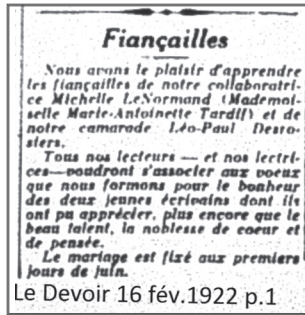 Fiançailles
Nous avons le plaisir d'apprendre
les fiançailles de notre collaboratri-
ce Michelle LeNormand (Mademoi-
selle Marie-Antoinette Tardif) et de
notre camarade Léo-Paul Desro-
siers.
Tous nos lecteurs — et nos lectri-
ces—voudront s'associer aux voeux
que nous formons pour le bonheur
des deux jeunes écrivains dont ils
ont pu apprécier, plus encore que le
beau talent, la noblesse de coeur et
de pensée.
Le mariage est fixé aux premiers
jours de juin.
Le Devoir 16 fév.1922 p.1